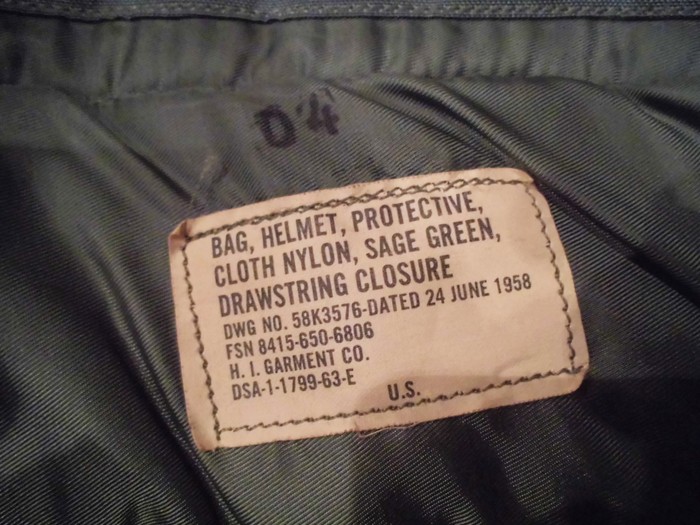 D4
BAG, HELMET, PROTECTIVE,
CLOTH NYLON, SAGE GREEN,
DRAWSTRING CLOSURE
DWG NO. 58K3576-DATED 24 JUNE 1958
FSN 8415-650-6806
H. I. GARMENT CO.
DSA-1-1799-63-E
U.S.